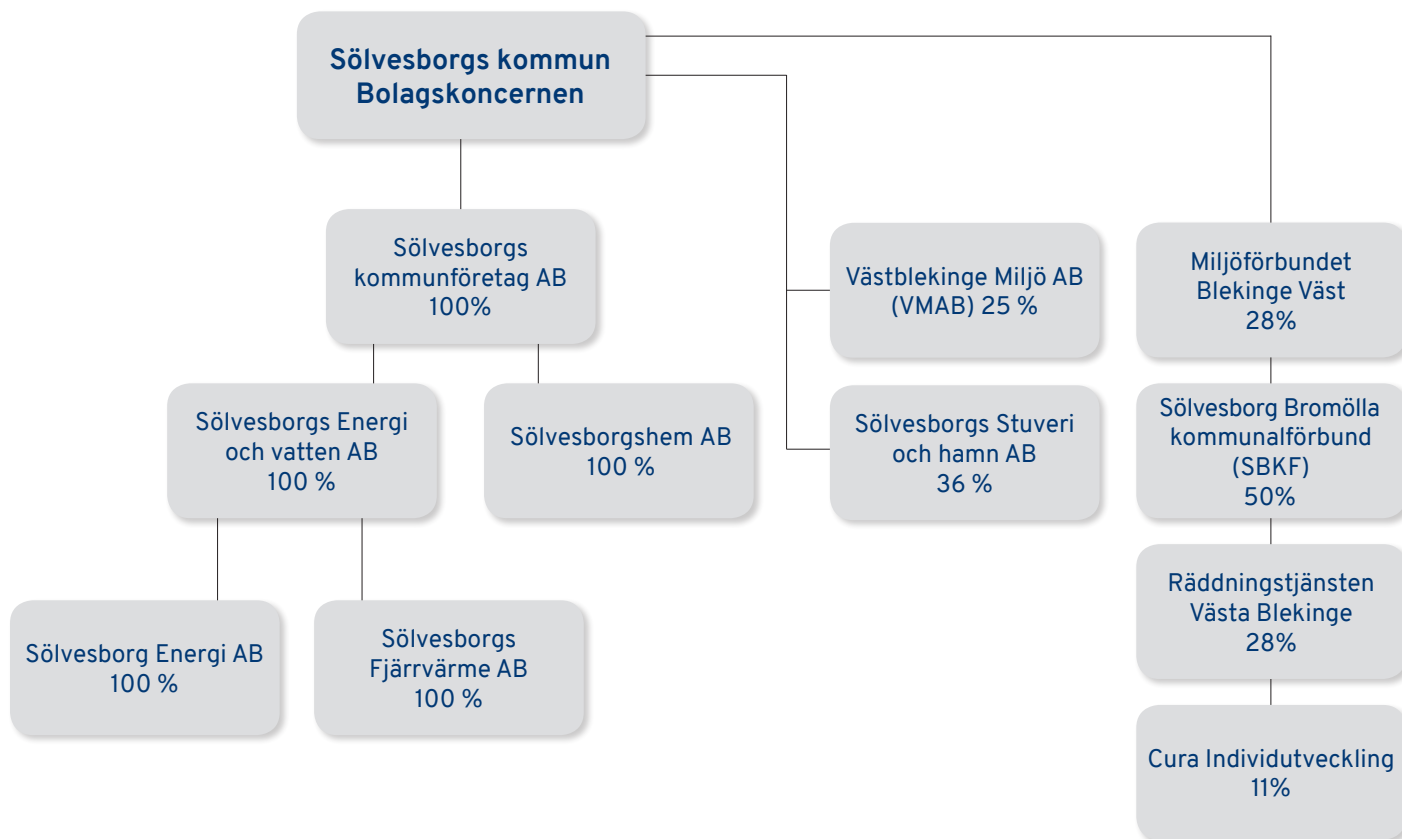 Sölvesborgs kommun
Bolagskoncernen
Sölvesborgs
kommunföretag AB
100%
Västblekinge Miljö AB
(VMAB) 25 %
Miljöförbundet
Blekinge Väst
28%
Sölvesborgs Energi
och vatten AB
100 %
Sölvesborgshem AB
100 %
Sölvesborgs Stuveri
och hamn AB
36 %
Sölvesborg Bromölla
kommunalförbund
(SBKF)
50%
Sölvesborg Energi AB
100 %
Sölvesborgs
Fjärrvärme AB
100 %
Räddningstjänsten
Västa Blekinge
28%
Cura Individutveckling
11%